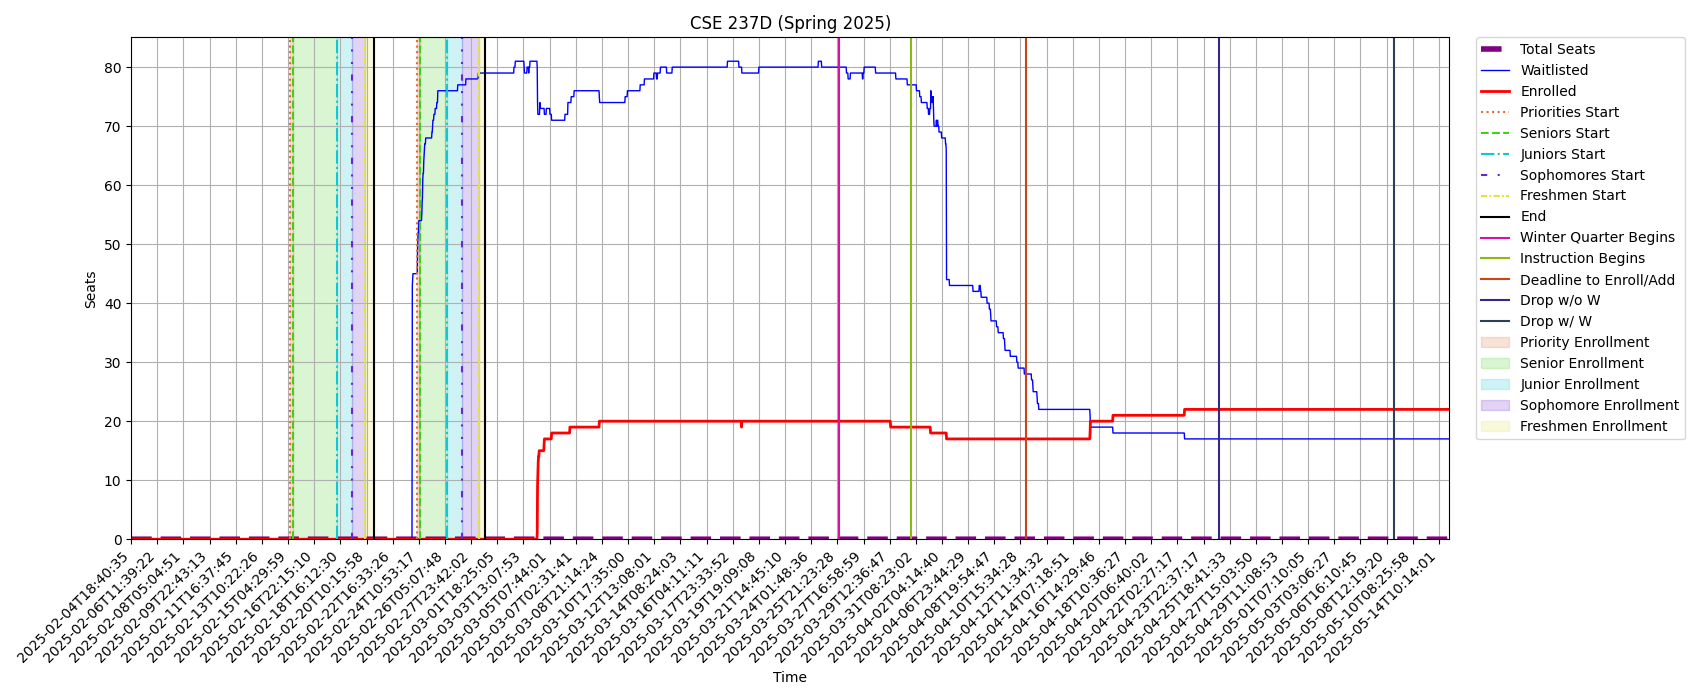 CSE 237D (Spring 2025)
Seats
80
70
60
50
40
30
20
10
0
2025-02-04T18:40:35
2025-02-06T11:39:22
2025-02-08T05:04:51
2025-02-09T22:43:13
2025-02-11T16:37:45
2025-02-13T10:22:26
2025-02-15T04:29:59
2025-02-16T22:15:10
2025-02-18T16:12:30
2025-02-20T10:15:58
2025-02-22T16:33:26
2025-02-24T10:53:17
2025-02-26T05:07:48
2025-02-27T23:42:02
2025-03-01T18:25:05
2025-03-03T13:07:53
2025-03-05T07:44:01
2025-03-07T02:31:41
2025-03-08T21:14:24
2025-03-10T17:35:00
2025-03-12T13:08:01
2025-03-14T08:24:03
2025-03-16T04:11:11
2025-03-17T23:33:52
2025-03-19T19:09:08
2025-03-21T14:45:10
2025-03-24T01:48:36
2025-03-25T21:23:28
2025-03-27T16:58:59
2025-03-29T12:36:47
2025-03-31T08:23:02
2025-04-02T04:14:40
2025-04-06T23:44:29
2025-04-08T19:54:47
2025-04-10T15:34:28
2025-04-12T11:34:32
2025-04-14T07:18:51
2025-04-16T14:29:46
2025-04-18T10:36:27
2025-04-20T06:40:02
2025-04-22T02:27:17
2025-04-23T22:37:17
2025-04-25T18:41:33
2025-04-27T15:03:50
2025-04-29T11:08:53
2025-05-01T07:10:05
2025-05-03T03:06:27
2025-05-06T16:10:45
2025-05-08T12:19:20
2025-05-10T08:25:58
2025-05-14T10:14:01
Time
Total Seats
Waitlisted
Enrolled
Priorities Start
Seniors Start
Juniors Start
Sophomores Start
Freshmen Start
End
Winter Quarter Begins
Instruction Begins
Deadline to Enroll/Add
Drop w/o W
Drop w/ W
Priority Enrollment
Senior Enrollment
Junior Enrollment
Sophomore Enrollment
Freshmen Enrollment